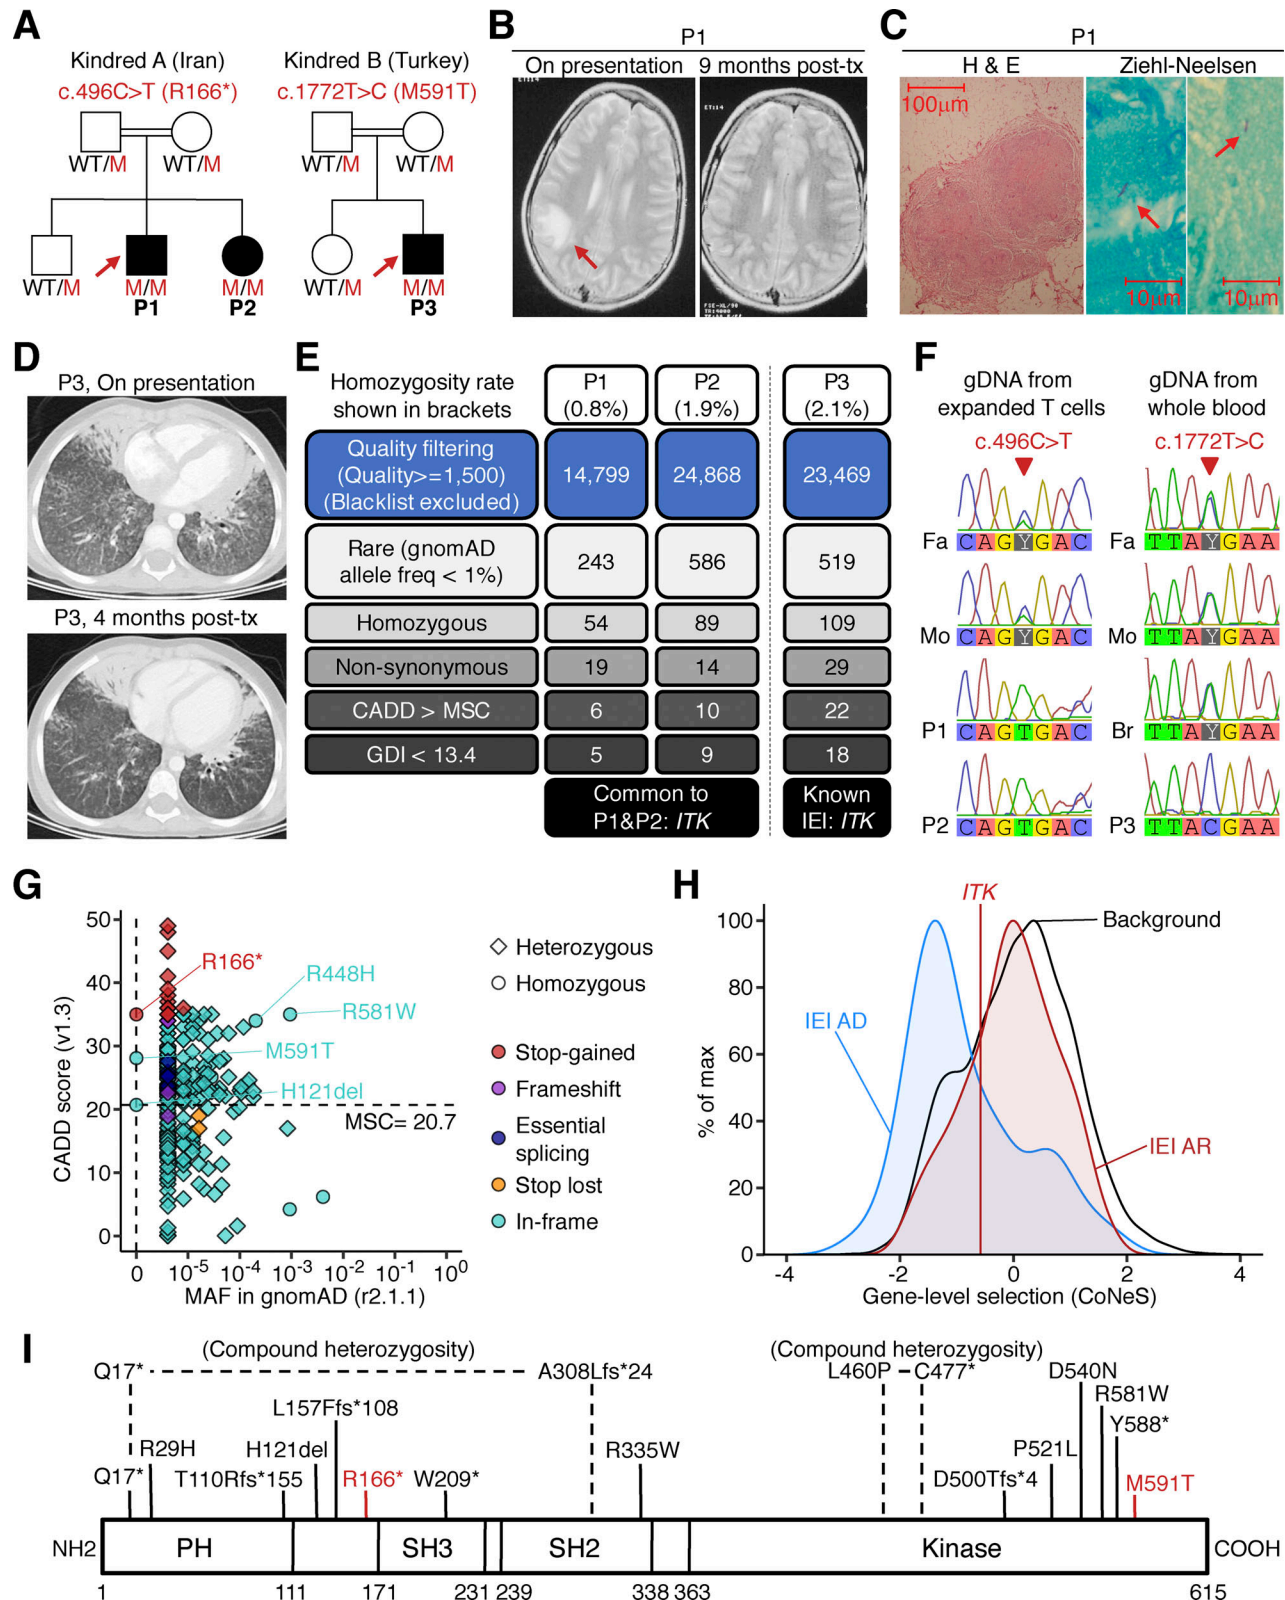 A
Kindred A (Iran)
c.496C>T (R166*)
WT/M
WT/M
WT/M
M/M
M/M
P1
P2
Kindred B (Turkey)
c.1772T>C (M591T)
WT/M
WT/M
WT/M
M/M
P3
B
P1
On presentation
9 months post-tx
ET:14
ET:14
FSE-XL/90
TR:4000
C
P1
H & E
Ziehl-Neelsen
100µm
10µm
10µm
D
P3, On presentation
P3, 4 months post-tx
E
Homozygosity rate
shown in brackets
P1
(0.8%)
P2
(1.9%)
P3
(2.1%)
Quality filtering
(Quality>=1,500)
(Blacklist excluded)
14,799
24,868
23,469
Rare (gnomAD
allele freq < 1%)
243
586
519
Homozygous
54
89
109
Non-synonymous
19
14
29
CADD > MSC
6
10
22
GDI < 13.4
5
9
18
Common to
P1&P2: ITK
Known
IEI: ITK
F
gDNA from
expanded T cells
c.496C>T
Fa
CAGYGAC
Mo
CAGYGAC
P1
CAGTGAC
P2
CAGTGAC
gDNA from
whole blood
c.1772T>C
Fa
TTAYGAA
Mo
TTAYGAA
Br
TTAYGAA
P3
TTACGAA
G
CADD score (v1.3)
50
40
30
20
10
0
R166*
R448H
R581W
M591T
H121del
MSC= 20.7
0
10-5
10-4
10-3
10-2
10-1
100
MAF in gnomAD (r2.1.1)
Heterozygous
Homozygous
Stop-gained
Frameshift
Essential
splicing
Stop lost
In-frame
H
ITK
Background
IEI AD
IEI AR
% of max
100
80
60
40
20
0
-4
-2
0
2
4
Gene-level selection (CoNeS)
I
(Compound heterozygosity)
(Compound heterozygosity)
Q17*
A308Lfs*24
L460P
C477*
D540N
R581W
L157Ffs*108
Y588*
R29H
H121del
R335W
P521L
Q17*
T110Rfs*155
R166*
W209*
D500Tfs*4
M591T
NH2
PH
SH3
SH2
Kinase
COOH
1
111
171
231
239
338
363
615